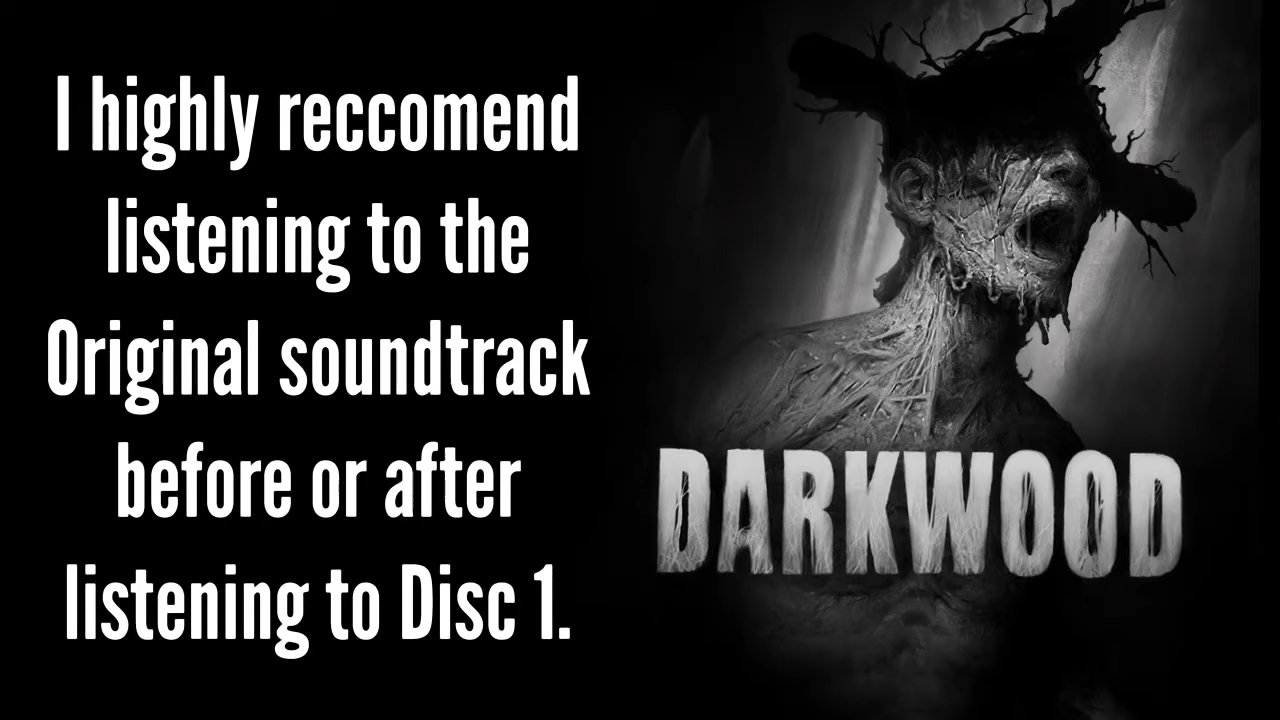 I highly reccomend
listening to the
Original soundtrack
before or after
listening to Disc 1.
DARKWOOD